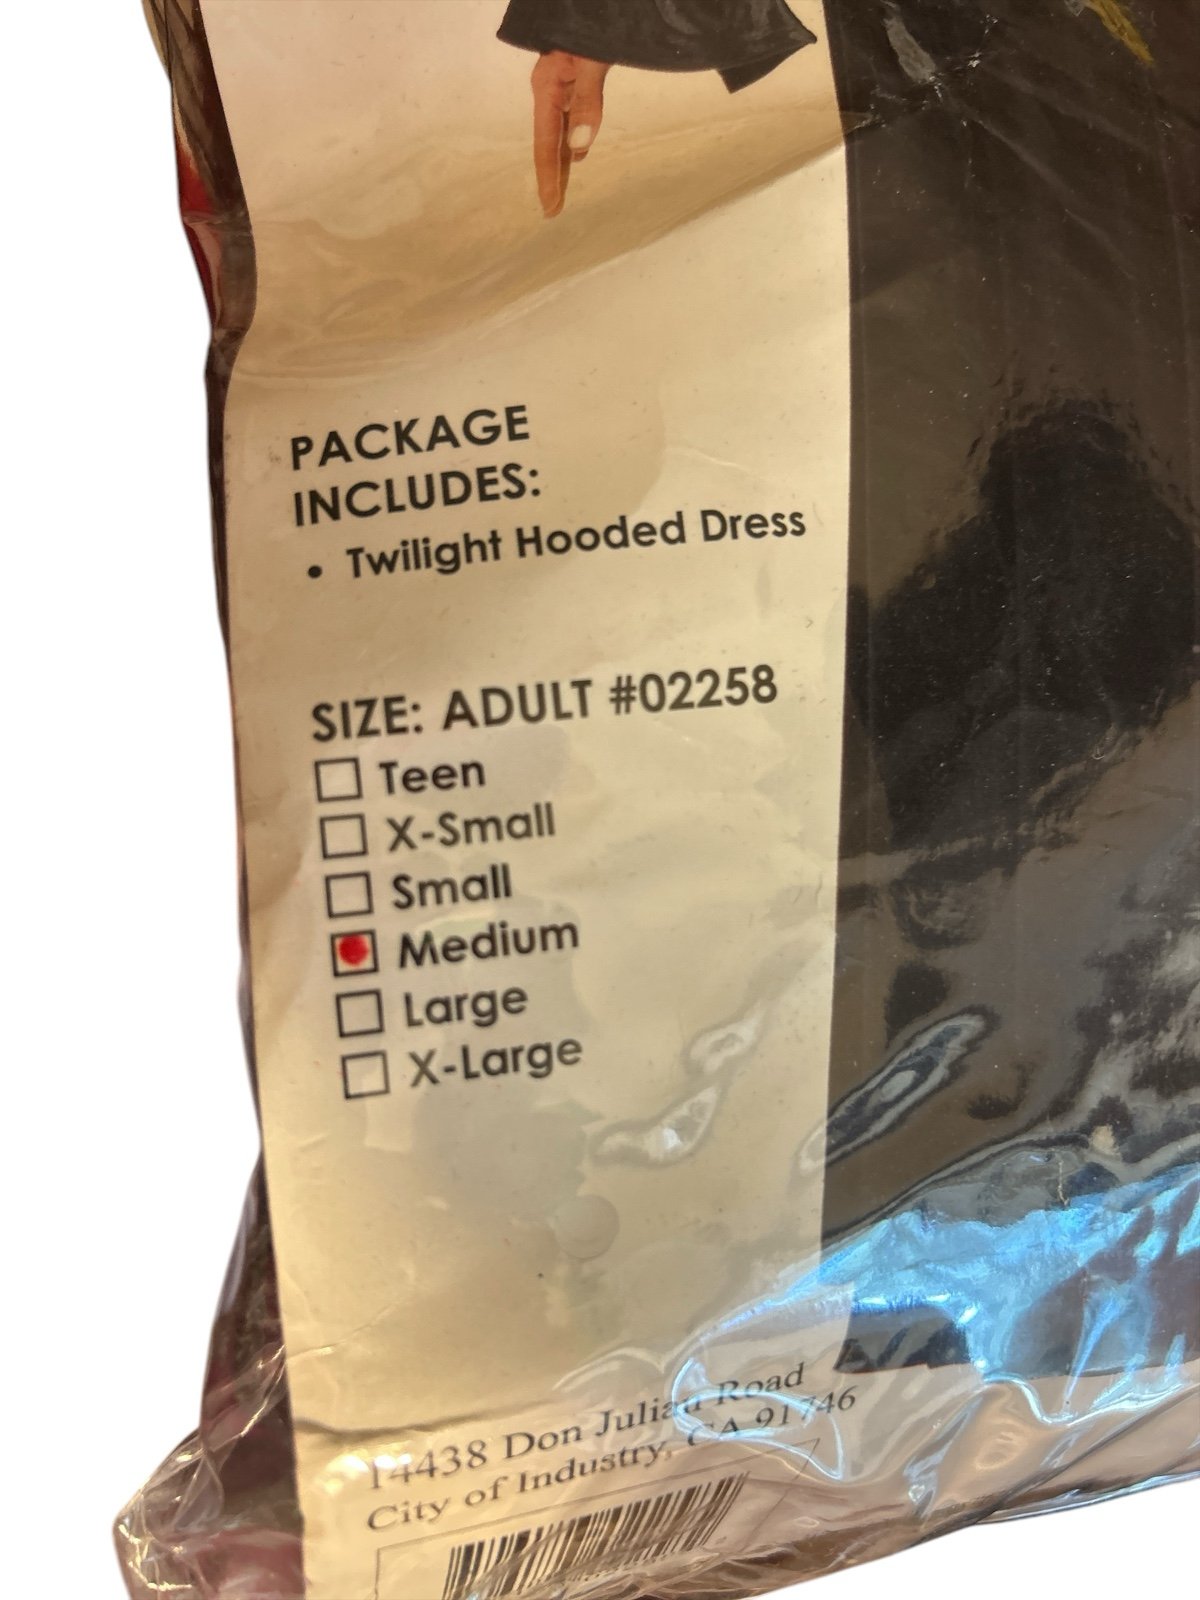 PACKAGE
INCLUDES:
• Twilight Hooded Dress
SIZE: ADULT #02258
Teen
X-Small
Small
Medium
Large
X-Large
14438 Don Julian Road
City of Industry, CA 91746